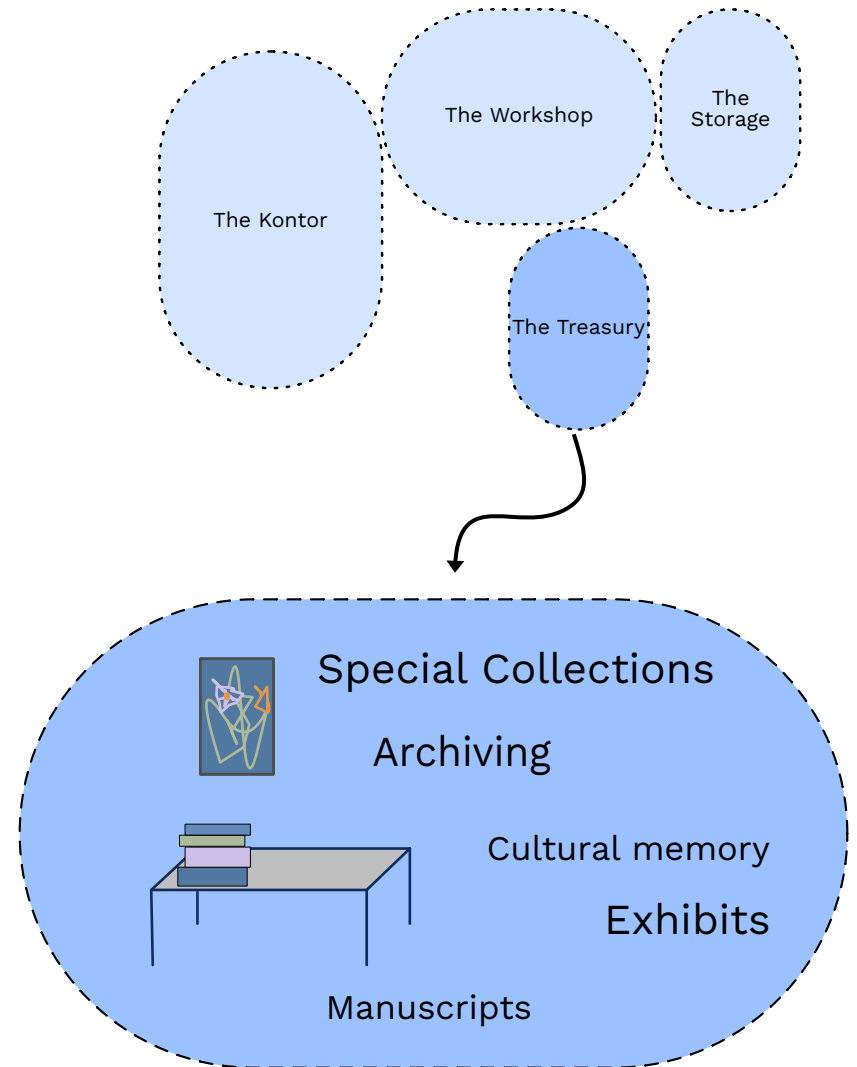 The Workshop
The
Storage
The Kontor
The Treasury
Special Collections
Archiving
Cultural memory
Exhibits
Manuscripts